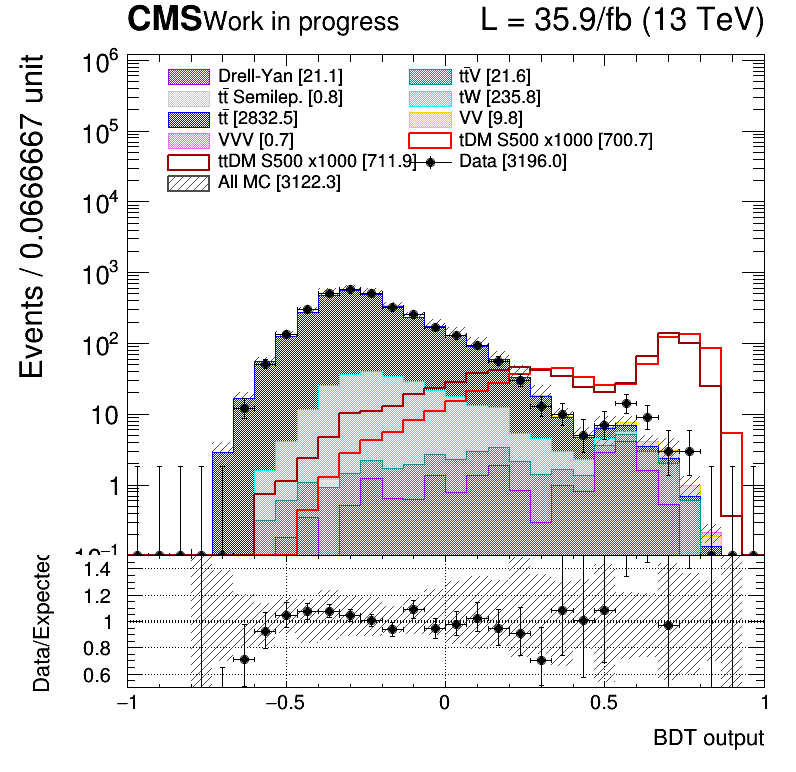 CMS Work in progress L = 35.9/fb (13 TeV)
Events / 0.0666667 unit
10⁶
10⁵
10⁴
10³
10²
10
1
10⁻¹
Drell-Yan [21.1] tt̄V [21.6]
tt̄ Semilep. [0.8] tW [235.8]
tt̄ [2832.5] VV [9.8]
VVV [0.7] tDM S500 x1000 [700.7]
ttDM S500 x1000 [711.9] Data [3196.0]
All MC [3122.3]
Data/Expected
1.4
1.2
1
0.8
0.6
−1 −0.5 0 0.5 1
BDT output